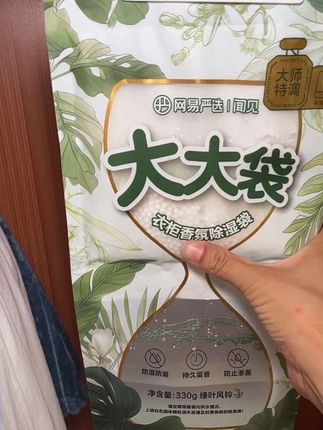 网易严选 | 闻见
大师
特调
大大袋
衣柜香氛除湿袋
防霉防潮 持久留香 防止渗漏
净含量:330g 绿叶风铃